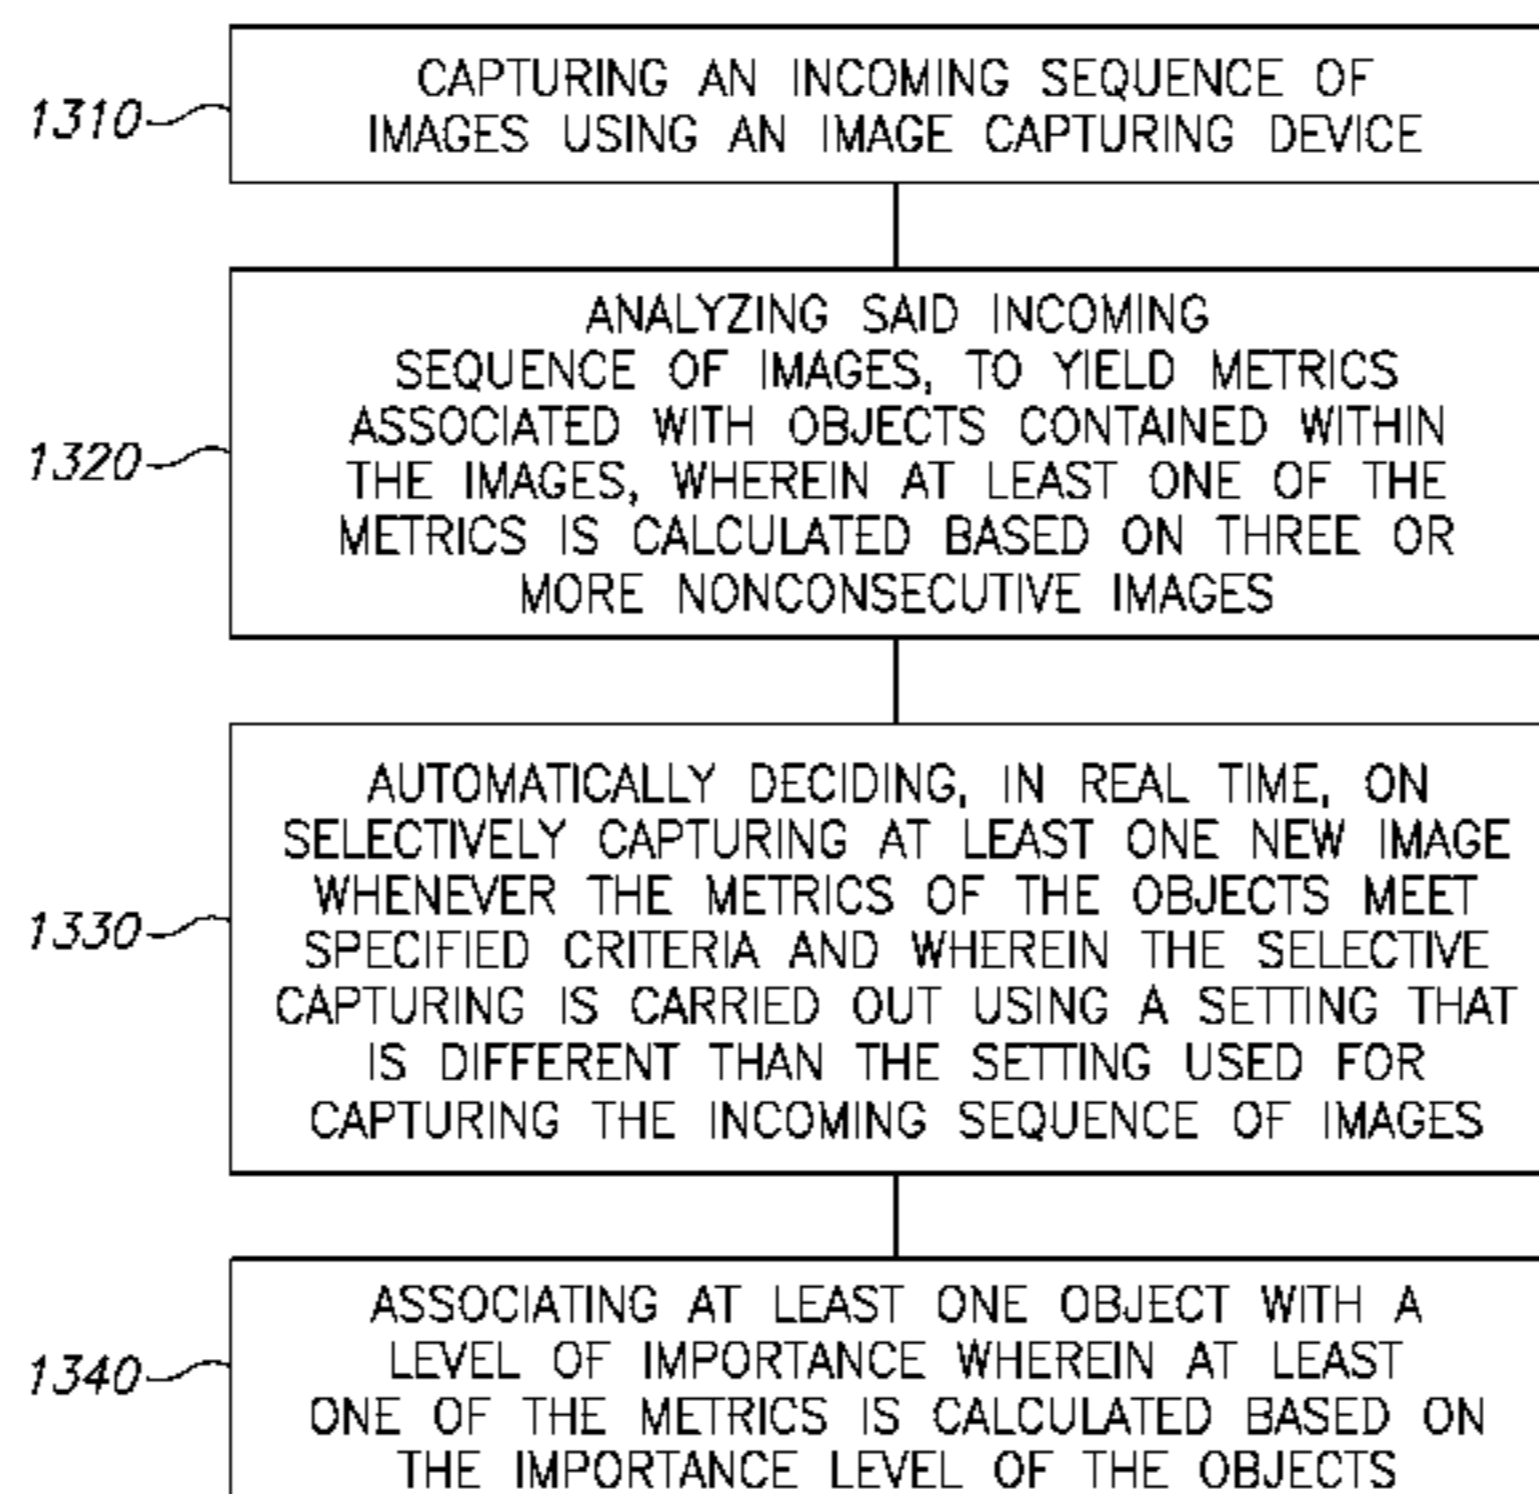 1310
CAPTURING AN INCOMING SEQUENCE OF
IMAGES USING AN IMAGE CAPTURING DEVICE
1320
ANALYZING SAID INCOMING
SEQUENCE OF IMAGES, TO YIELD METRICS
ASSOCIATED WITH OBJECTS CONTAINED WITHIN
THE IMAGES, WHEREIN AT LEAST ONE OF THE
METRICS IS CALCULATED BASED ON THREE OR
MORE NONCONSECUTIVE IMAGES
1330
AUTOMATICALLY DECIDING, IN REAL TIME, ON
SELECTIVELY CAPTURING AT LEAST ONE NEW IMAGE
WHENEVER THE METRICS OF THE OBJECTS MEET
SPECIFIED CRITERIA AND WHEREIN THE SELECTIVE
CAPTURING IS CARRIED OUT USING A SETTING THAT
IS DIFFERENT THAN THE SETTING USED FOR
CAPTURING THE INCOMING SEQUENCE OF IMAGES
1340
ASSOCIATING AT LEAST ONE OBJECT WITH A
LEVEL OF IMPORTANCE WHEREIN AT LEAST
ONE OF THE METRICS IS CALCULATED BASED ON
THE IMPORTANCE LEVEL OF THE OBJECTS